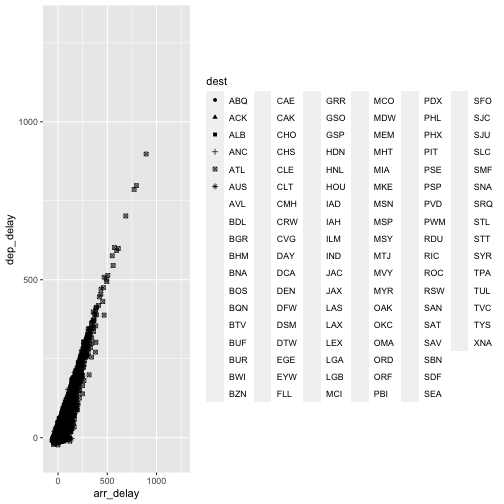 dep_delay
1000
500
0
0
500
1000
arr_delay
dest
ABQ
ACK
ALB
ANC
ATL
AUS
AVL
BDL
BGR
BHM
BNA
BOS
BQN
BTV
BUF
BUR
BWI
BZN
CAE
CAK
CHO
CHS
CLE
CLT
CMH
CRW
CVG
DAY
DCA
DEN
DFW
DSM
DTW
EGE
EYW
FLL
GRR
GSO
GSP
HDN
HNL
HOU
IAD
IAH
ILM
IND
JAC
JAX
LAS
LAX
LEX
LGA
LGB
MCI
MCO
MDW
MEM
MHT
MIA
MKE
MSN
MSP
MSY
MTJ
MVY
MYR
OAK
OKC
OMA
ORD
ORF
PBI
PDX
PHL
PHX
PIT
PSE
PSP
PVD
PWM
RDU
RIC
ROC
RSW
SAN
SAT
SAV
SBN
SDF
SEA
SFO
SJC
SJU
SLC
SMF
SNA
SRQ
STL
STT
SYR
TPA
TUL
TVC
TYS
XNA